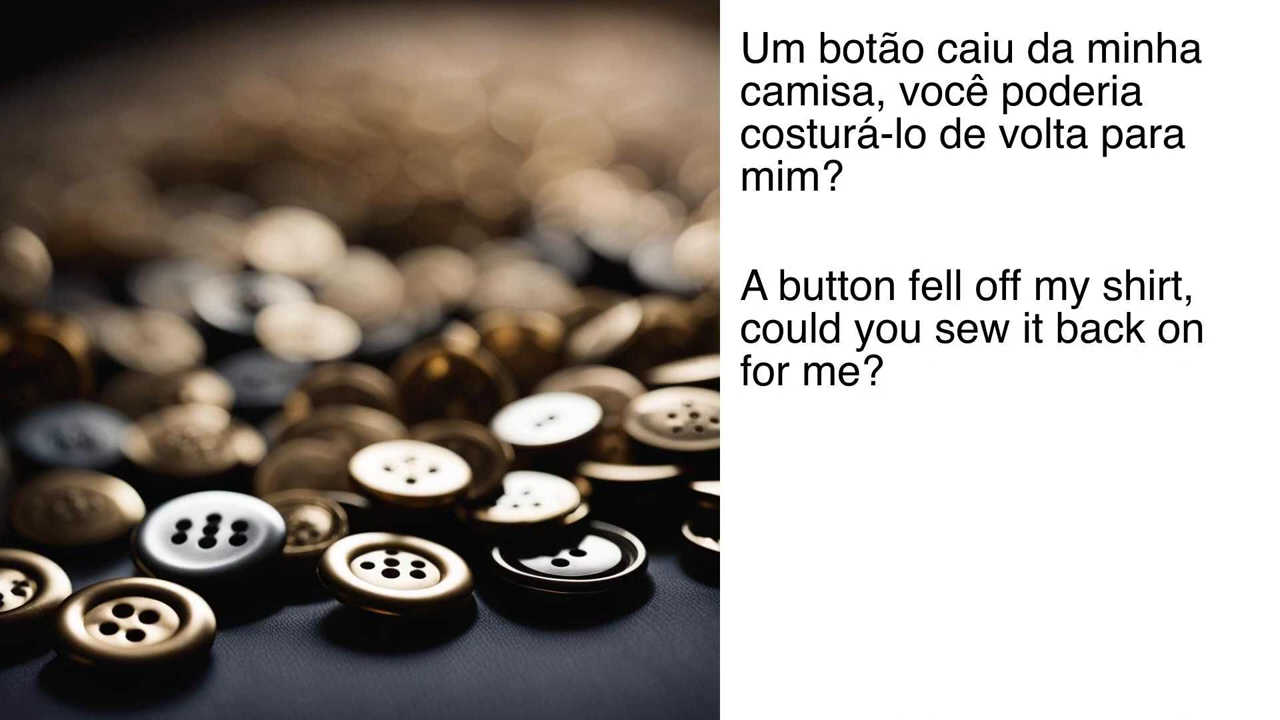 Um botão caiu da minha
camisa, você poderia
costurá-lo de volta para
mim?
A button fell off my shirt,
could you sew it back on
for me?